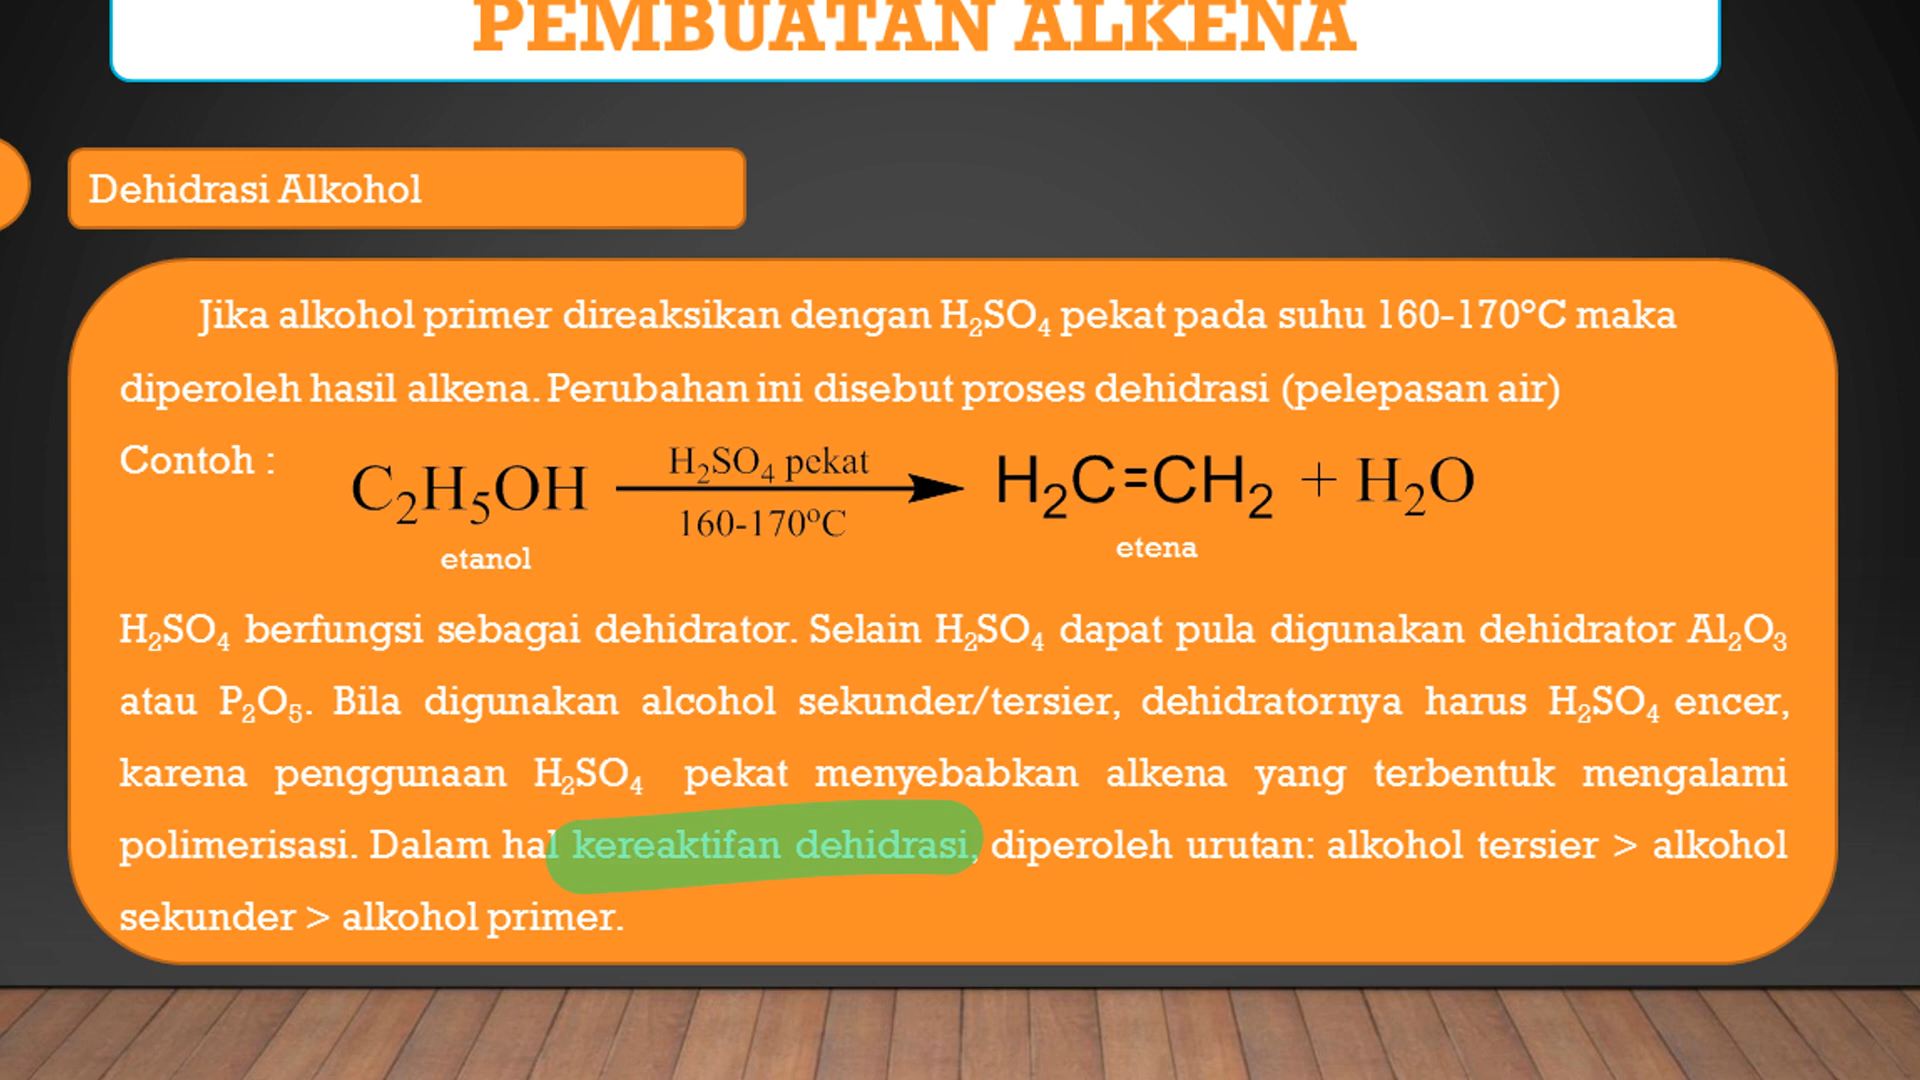 PEMBUATAN ALKENA
Dehidrasi Alkohol
Jika alkohol primer direaksikan dengan H₂SO₄ pekat pada suhu 160-170°C maka
diperoleh hasil alkena. Perubahan ini disebut proses dehidrasi (pelepasan air)
Contoh :
C₂H₅OH H₂SO₄ pekat 160-170°C H₂C=CH₂ + H₂O
etanol etena
H₂SO₄ berfungsi sebagai dehidrator. Selain H₂SO₄ dapat pula digunakan dehidrator Al₂O₃
atau P₂O₅. Bila digunakan alcohol sekunder/tersier, dehidratornya harus H₂SO₄ encer,
karena penggunaan H₂SO₄ pekat menyebabkan alkena yang terbentuk mengalami
polimerisasi. Dalam hal kereaktifan dehidrasi, diperoleh urutan: alkohol tersier > alkohol
sekunder > alkohol primer.